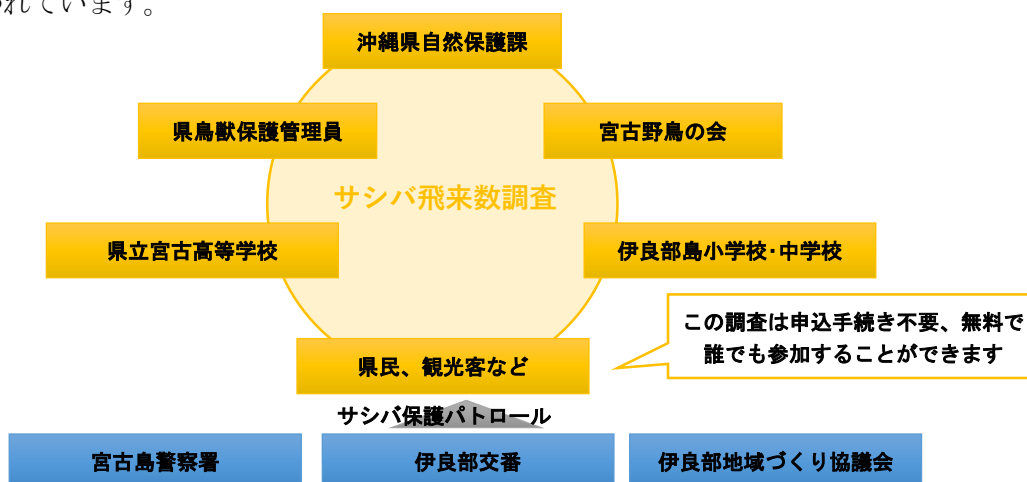 われています。
沖縄県自然保護課
県鳥獣保護管理員
宮古野鳥の会
サシバ飛来数調査
県立宮古高等学校
伊良部島小学校・中学校
この調査は申込手続き不要、無料で
誰でも参加することができます
県民、観光客など
サシバ保護パトロール
宮古島警察署
伊良部交番
伊良部地域づくり協議会